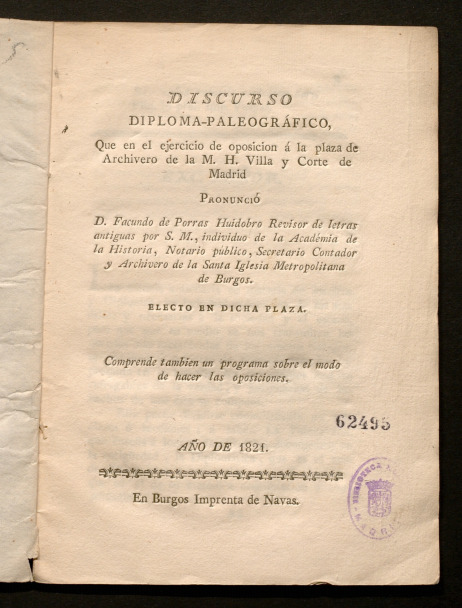 DISCURSO
DIPLOMA-PALEOGRÁFICO,
Que en el ejercicio de oposicion á la plaza de
Archivero de la M. H. Villa y Corte de
Madrid
PRONUNCIÓ
D. Facundo de Porras Huidobro Revisor de letras
antiguas por S. M., individuo de la Académia de
la Historia, Notario público, Secretario Contador
y Archivero de la Santa Iglesia Metropolitana
de Burgos.
ELECTO EN DICHA PLAZA.
Comprende tambien un programa sobre el modo
de hacer las oposiciones.
62495
AÑO DE 1821.
En Burgos Imprenta de Navas.